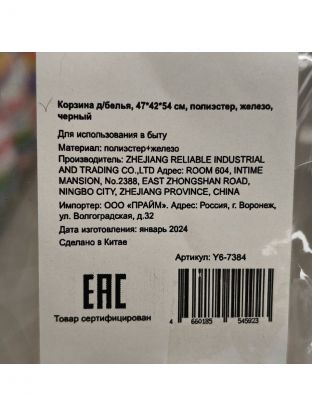 Корзина д/белья, 47*42*54 см, полиэстер, железо,
черный
Для использования в быту
Материал: полиэстер+железо
Производитель: ZHEJIANG RELIABLE INDUSTRIAL
AND TRADING CO.,LTD Адрес: ROOM 604, INTIME
MANSION, No.2388, EAST ZHONGSHAN ROAD,
NINGBO CITY, ZHEJIANG PROVINCE, CHINA
Импортер: ООО «ПРАЙМ». Адрес: Россия, г. Воронеж,
ул. Волгоградская, д.32
Дата изготовления: январь 2024
Сделано в Китае
Артикул: Y6-7384
EAC
Товар сертифицирован
4 660185 545923